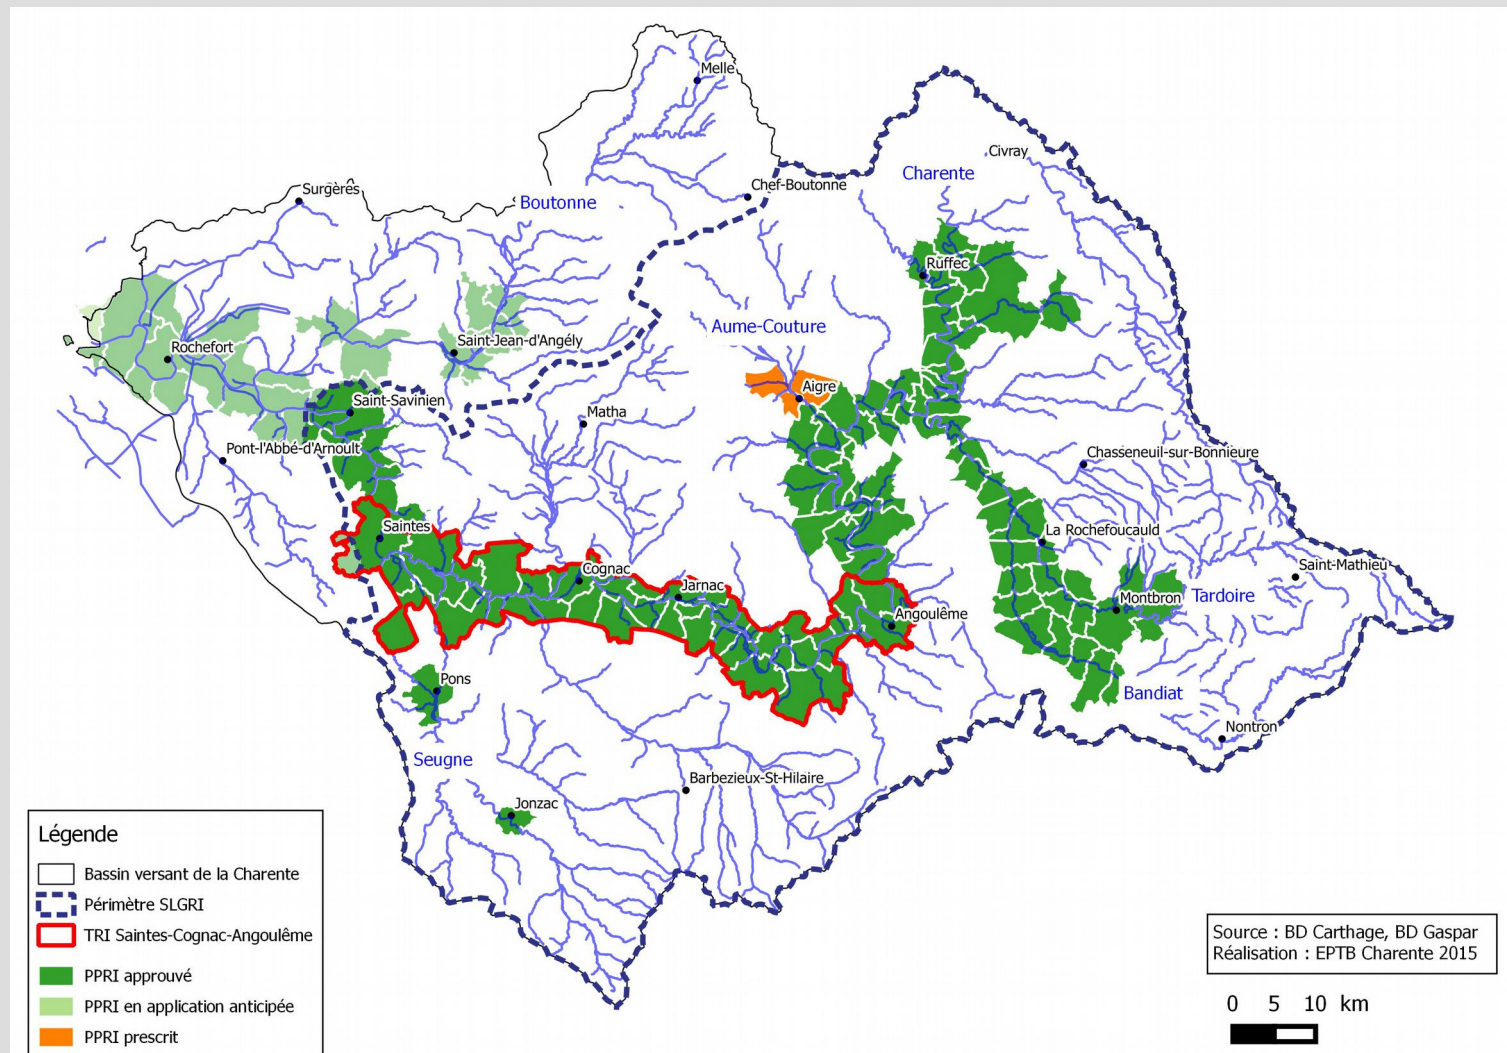 Melle
Civray
Charente
Surgères
Chef-Boutonne
Boutonne
Ruffec
Aume-Couture
Rochefort
Saint-Jean-d'Angély
Aigre
Saint-Savinien
Matha
Pont-l'Abbé-d'Arnoult
Chasseneuil-sur-Bonnieure
Saintes
La Rochefoucauld
Cognac
Saint-Mathieu
Jarnac
Montbron
Tardoire
Angoulême
Pons
Bandiat
Nontron
Seugne
Barbezieux-St-Hilaire
Jonzac
Légende
Bassin versant de la Charente
Périmètre SLGRI
TRI Saintes-Cognac-Angoulême
PPRI approuvé
PPRI en application anticipée
PPRI prescrit
Source : BD Carthage, BD Gaspar
Réalisation : EPTB Charente 2015
0 5 10 km